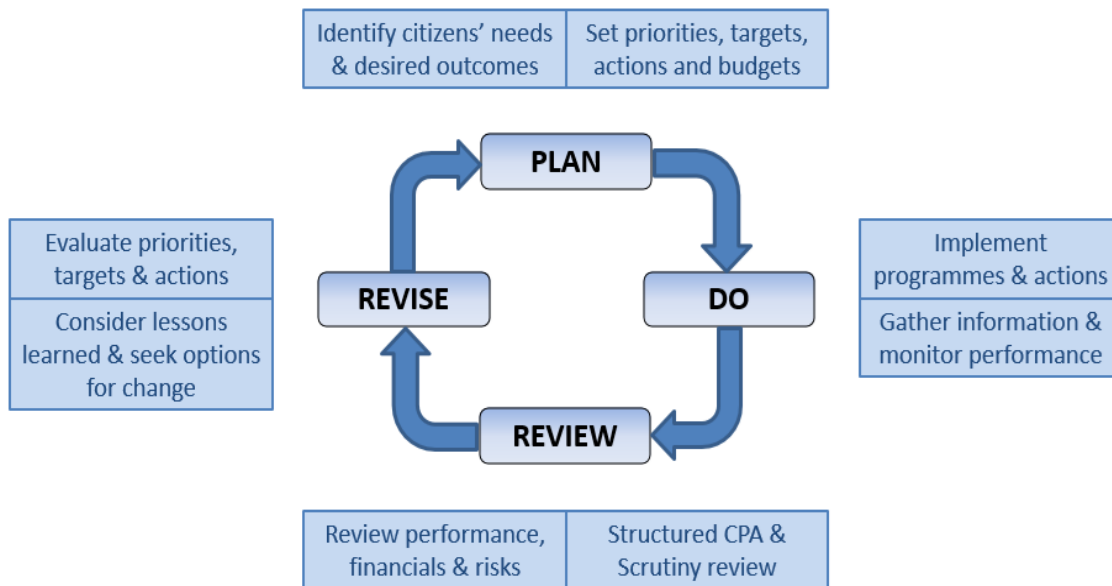 Identify citizens’ needs
& desired outcomes
Set priorities, targets,
actions and budgets
PLAN
Evaluate priorities,
targets & actions
Consider lessons
learned & seek options
for change
REVISE
DO
Implement
programmes & actions
Gather information &
monitor performance
REVIEW
Review performance,
financials & risks
Structured CPA &
Scrutiny review